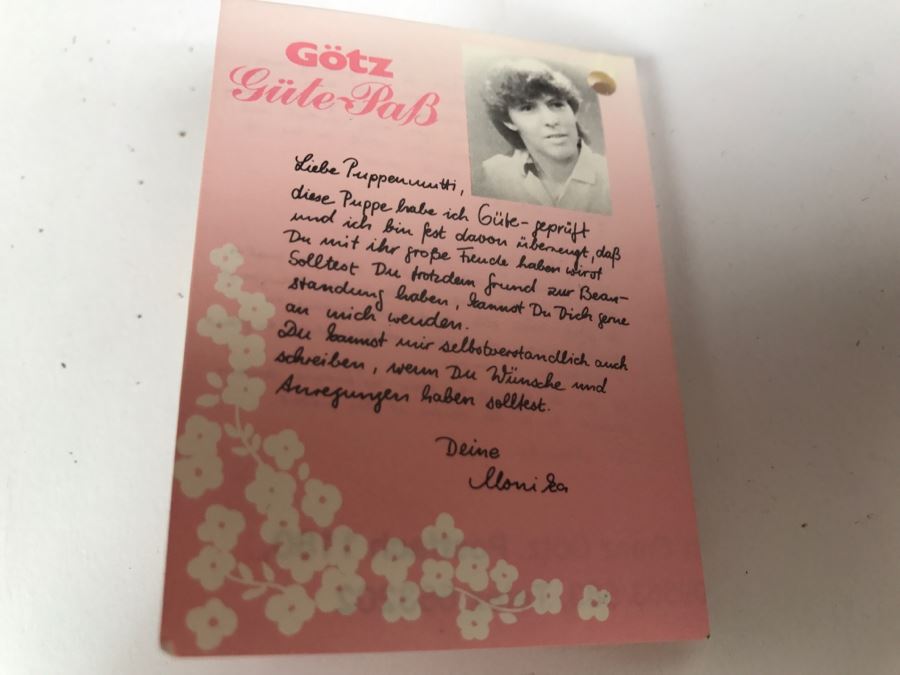 Götz
Güte-Paß
Liebe Puppenmutti,
diese Puppe habe ich Güte-geprüft
und ich bin fest davon überzeugt, daß
Du mit ihr große Freude haben wirst
Solltest Du trotzdem Grund zur Bean-
standung haben, kannst Du Dich gerne
an mich wenden.
Du kannst mir selbstverständlich auch
schreiben, wenn Du Wünsche und
Anregungen haben solltest.
Deine
Monika